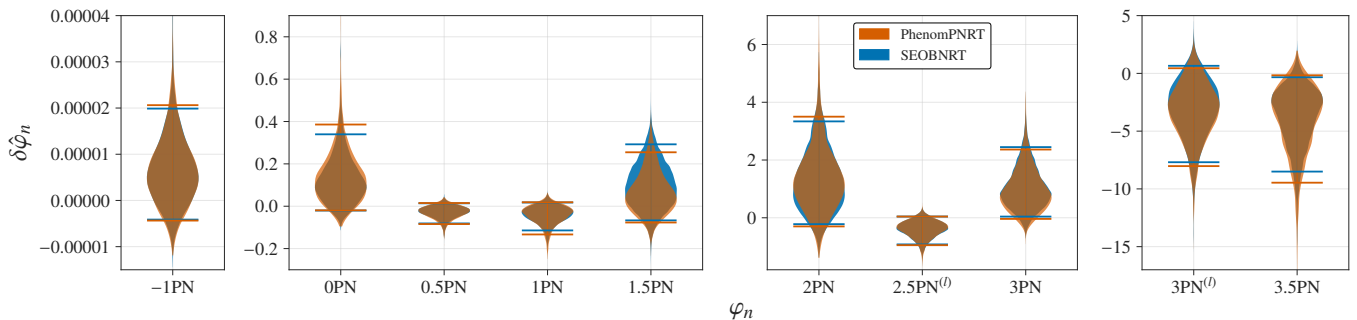 δφ̂ₙ
0.00004
0.00003
0.00002
0.00001
0.00000
−0.00001
−1PN
0.8
0.6
0.4
0.2
0.0
−0.2
0PN 0.5PN 1PN 1.5PN
6
4
2
0
PhenomPNRT
SEOBNRT
2PN 2.5PN⁽ˡ⁾ 3PN
5
0
−5
−10
−15
3PN⁽ˡ⁾ 3.5PN
φₙ